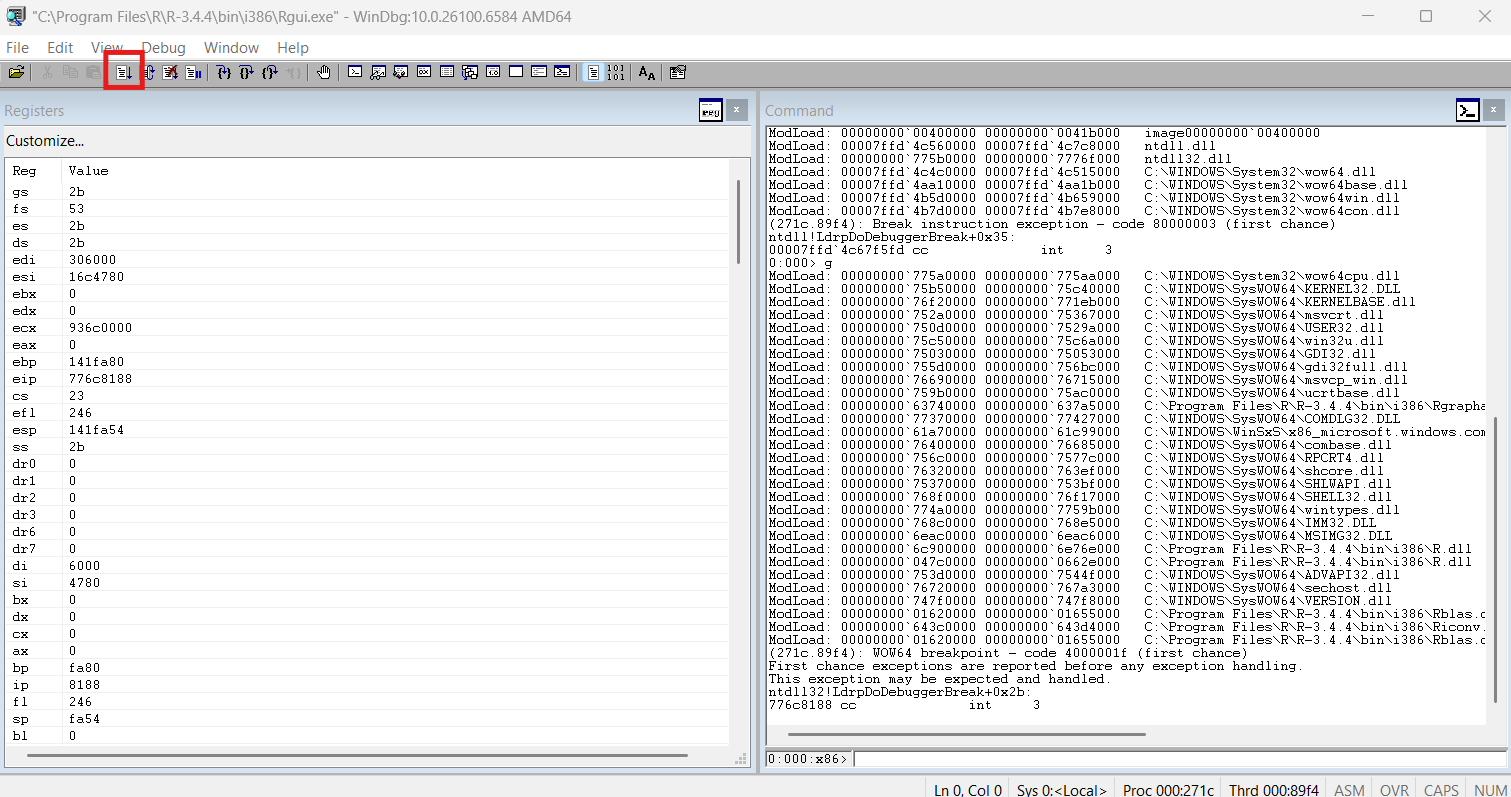 "C:\Program Files\R\R-3.4.4\bin\i386\Rgui.exe" - WinDbg:10.0.26100.6584 AMD64
File Edit View Debug Window Help
Registers
Customize...
Reg Value
gs 2b
fs 53
es 2b
ds 2b
edi 306000
esi 16c4780
ebx 0
edx 0
ecx 936c0000
eax 0
ebp 141fa80
eip 776c8188
cs 23
efl 246
esp 141fa54
ss 2b
dr0 0
dr1 0
dr2 0
dr3 0
dr6 0
dr7 0
di 6000
si 4780
bx 0
dx 0
cx 0
ax 0
bp fa80
ip 8188
fl 246
sp fa54
bl 0
Command
ModLoad: 00000000`00400000 00000000`0041b000 image00000000`00400000
ModLoad: 00007ffd`4c560000 00007ffd`4c7c8000 ntdll.dll
ModLoad: 00000000`775b0000 00000000`7776f000 ntdll32.dll
ModLoad: 00007ffd`4c4c0000 00007ffd`4c515000 C:\WINDOWS\System32\wow64.dll
ModLoad: 00007ffd`4aa10000 00007ffd`4aa1b000 C:\WINDOWS\System32\wow64base.dll
ModLoad: 00007ffd`4b5d0000 00007ffd`4b659000 C:\WINDOWS\System32\wow64win.dll
ModLoad: 00007ffd`4b7d0000 00007ffd`4b7e8000 C:\WINDOWS\System32\wow64con.dll
(271c.89f4): Break instruction exception - code 80000003 (first chance)
ntdll!LdrpDoDebuggerBreak+0x35:
00007ffd`4c67f5fd cc int 3
0:000> g
ModLoad: 00000000`775a0000 00000000`775aa000 C:\WINDOWS\System32\wow64cpu.dll
ModLoad: 00000000`75b50000 00000000`75c40000 C:\WINDOWS\SysWOW64\KERNEL32.DLL
ModLoad: 00000000`76f20000 00000000`771eb000 C:\WINDOWS\SysWOW64\KERNELBASE.dll
ModLoad: 00000000`752a0000 00000000`75367000 C:\WINDOWS\SysWOW64\msvcrt.dll
ModLoad: 00000000`750d0000 00000000`7529a000 C:\WINDOWS\SysWOW64\USER32.dll
ModLoad: 00000000`75c50000 00000000`75c6a000 C:\WINDOWS\SysWOW64\win32u.dll
ModLoad: 00000000`75030000 00000000`75053000 C:\WINDOWS\SysWOW64\GDI32.dll
ModLoad: 00000000`755d0000 00000000`756bc000 C:\WINDOWS\SysWOW64\gdi32full.dll
ModLoad: 00000000`76690000 00000000`76715000 C:\WINDOWS\SysWOW64\msvcp_win.dll
ModLoad: 00000000`759b0000 00000000`75ac0000 C:\WINDOWS\SysWOW64\ucrtbase.dll
ModLoad: 00000000`63740000 00000000`637a5000 C:\Program Files\R\R-3.4.4\bin\i386\Rgrapha
ModLoad: 00000000`77370000 00000000`77427000 C:\WINDOWS\SysWOW64\COMDLG32.DLL
ModLoad: 00000000`61a70000 00000000`61c99000 C:\WINDOWS\WinSxS\x86_microsoft.windows.com
ModLoad: 00000000`76400000 00000000`76685000 C:\WINDOWS\SysWOW64\combase.dll
ModLoad: 00000000`756c0000 00000000`7577c000 C:\WINDOWS\SysWOW64\RPCRT4.dll
ModLoad: 00000000`76320000 00000000`763ef000 C:\WINDOWS\SysWOW64\shcore.dll
ModLoad: 00000000`75370000 00000000`753bf000 C:\WINDOWS\SysWOW64\SHLWAPI.dll
ModLoad: 00000000`768f0000 00000000`76f17000 C:\WINDOWS\SysWOW64\SHELL32.dll
ModLoad: 00000000`774a0000 00000000`7759b000 C:\WINDOWS\SysWOW64\wintypes.dll
ModLoad: 00000000`768c0000 00000000`768e5000 C:\WINDOWS\SysWOW64\IMM32.DLL
ModLoad: 00000000`6eac0000 00000000`6eac6000 C:\WINDOWS\SysWOW64\MSIMG32.DLL
ModLoad: 00000000`6c900000 00000000`6e76e000 C:\Program Files\R\R-3.4.4\bin\i386\R.dll
ModLoad: 00000000`047c0000 00000000`0662e000 C:\Program Files\R\R-3.4.4\bin\i386\R.dll
ModLoad: 00000000`753d0000 00000000`7544f000 C:\WINDOWS\SysWOW64\ADVAPI32.dll
ModLoad: 00000000`76720000 00000000`767a3000 C:\WINDOWS\SysWOW64\sechost.dll
ModLoad: 00000000`747f0000 00000000`747f8000 C:\WINDOWS\SysWOW64\VERSION.dll
ModLoad: 00000000`01620000 00000000`01655000 C:\Program Files\R\R-3.4.4\bin\i386\Rblas.d
ModLoad: 00000000`643c0000 00000000`643d4000 C:\Program Files\R\R-3.4.4\bin\i386\Riconv.
ModLoad: 00000000`01620000 00000000`01655000 C:\Program Files\R\R-3.4.4\bin\i386\Rblas.d
(271c.89f4): WOW64 breakpoint - code 4000001f (first chance)
First chance exceptions are reported before any exception handling.
This exception may be expected and handled.
ntdll32!LdrpDoDebuggerBreak+0x2b:
776c8188 cc int 3
0:000:x86>
Ln 0, Col 0 Sys 0:<Local> Proc 000:271c Thrd 000:89f4 ASM OVR CAPS NUM